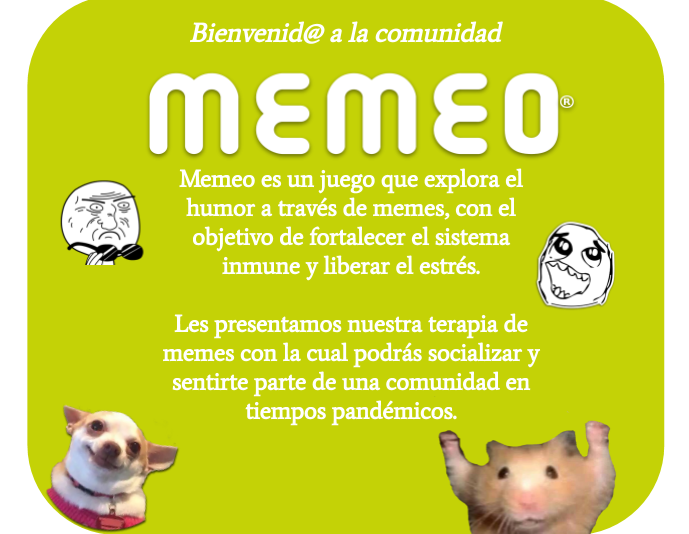 Bienvenid@ a la comunidad
MEMEO®
Memeo es un juego que explora el
humor a través de memes, con el
objetivo de fortalecer el sistema
inmune y liberar el estrés.
Les presentamos nuestra terapia de
memes con la cual podrás socializar y
sentirte parte de una comunidad en
tiempos pandémicos.